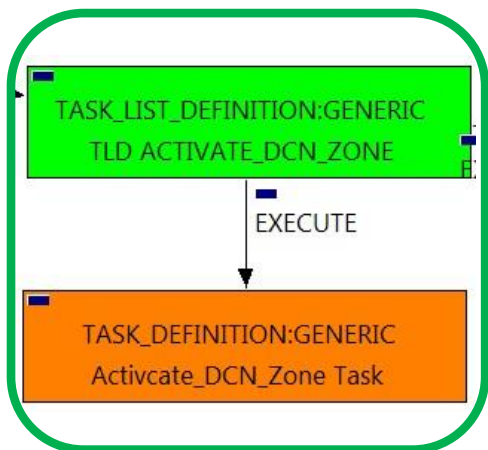 TASK_LIST_DEFINITION:GENERIC
TLD ACTIVATE_DCN_ZONE
EXECUTE
TASK_DEFINITION:GENERIC
Activcate_DCN_Zone Task